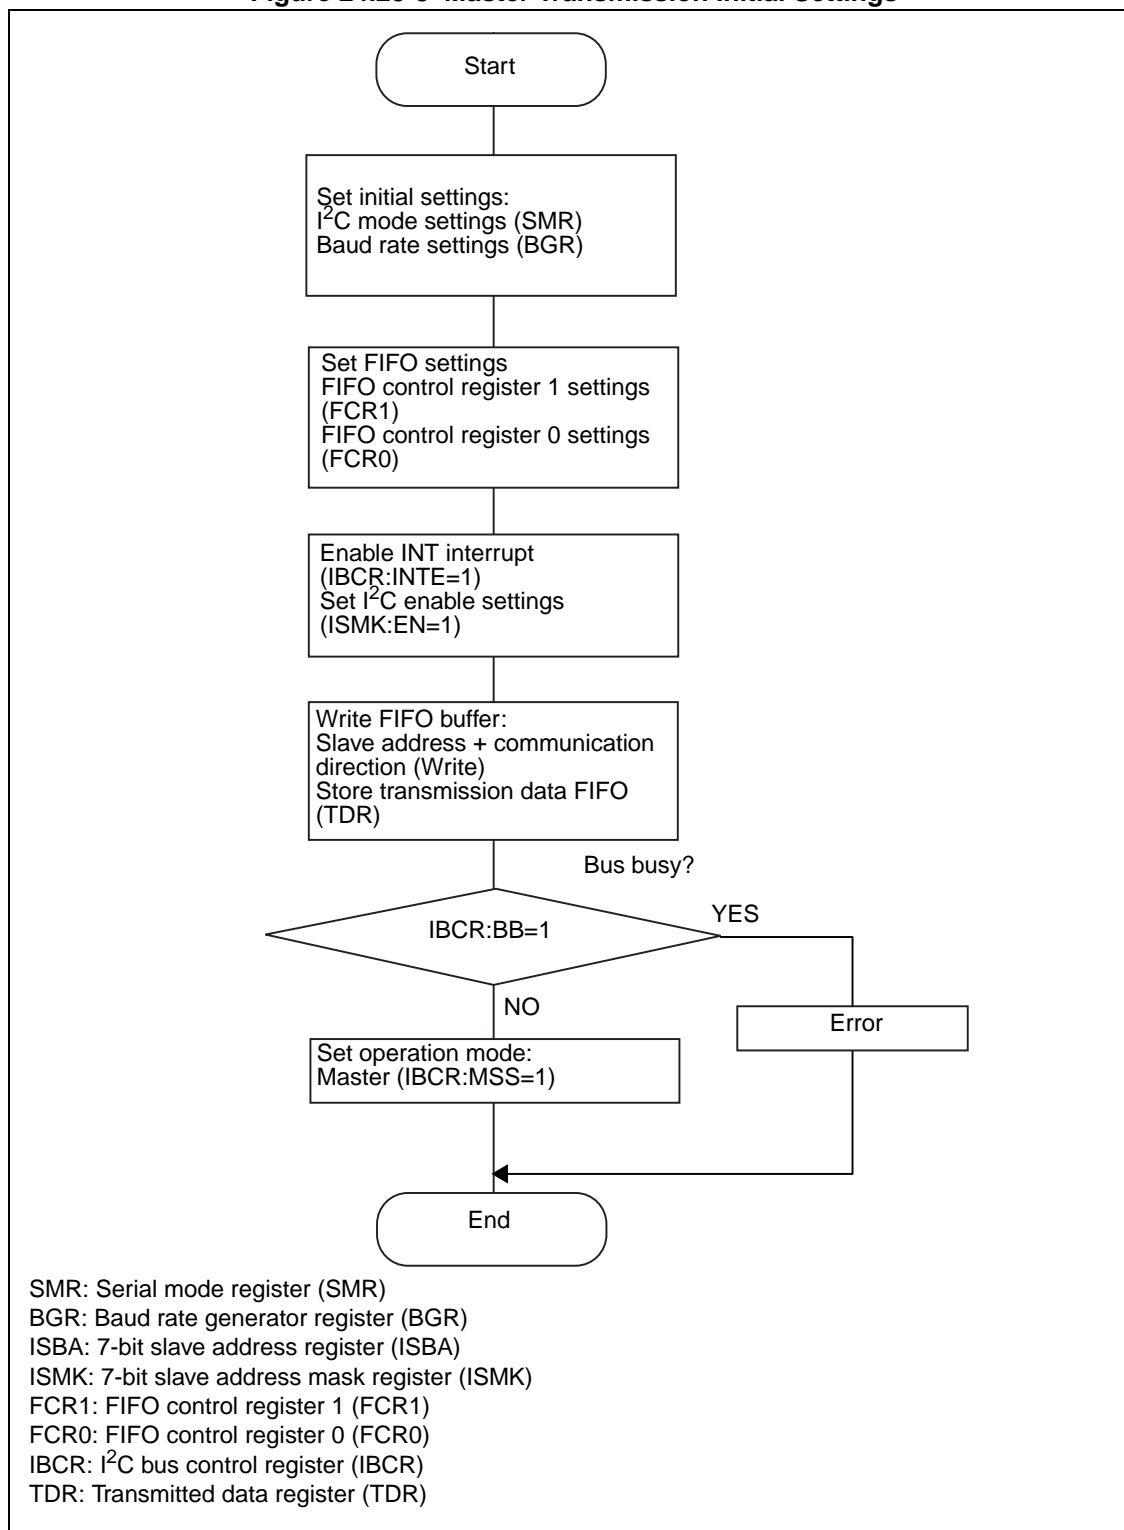 Master Transmission Initial Settings
Start
Set initial settings:
I2C mode settings (SMR)
Baud rate settings (BGR)
Set FIFO settings
FIFO control register 1 settings
(FCR1)
FIFO control register 0 settings
(FCR0)
Enable INT interrupt
(IBCR:INTE=1)
Set I2C enable settings
(ISMK:EN=1)
Write FIFO buffer:
Slave address + communication
direction (Write)
Store transmission data FIFO
(TDR)
Bus busy?
IBCR:BB=1
YES
NO
Error
Set operation mode:
Master (IBCR:MSS=1)
End
SMR: Serial mode register (SMR)
BGR: Baud rate generator register (BGR)
ISBA: 7-bit slave address register (ISBA)
ISMK: 7-bit slave address mask register (ISMK)
FCR1: FIFO control register 1 (FCR1)
FCR0: FIFO control register 0 (FCR0)
IBCR: I2C bus control register (IBCR)
TDR: Transmitted data register (TDR)